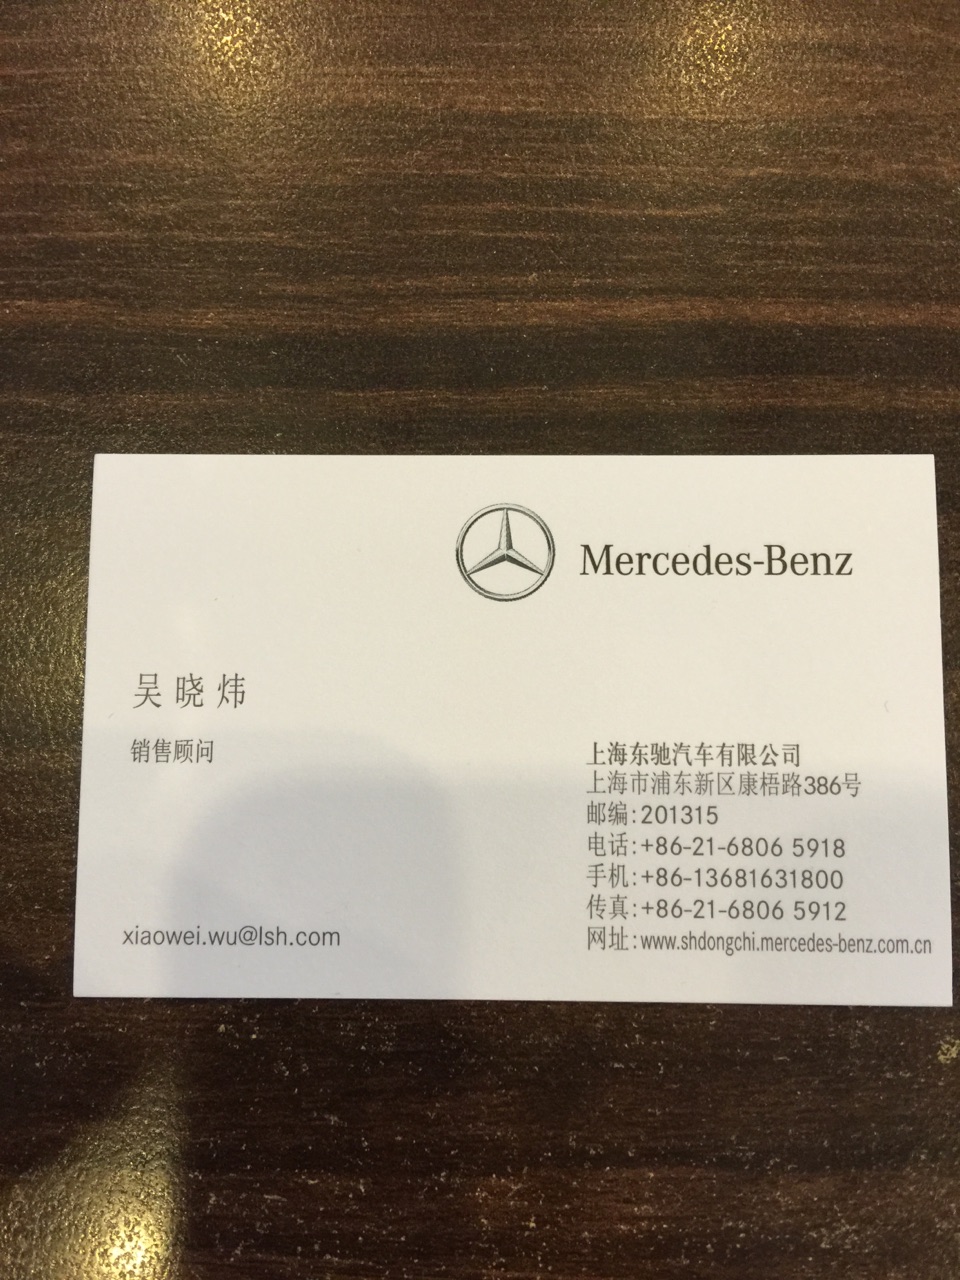 Mercedes-Benz
吴晓炜
销售顾问
xiaowei.wu@lsh.com
上海东驰汽车有限公司
上海市浦东新区康梧路386号
邮编:201315
电话:+86-21-6806 5918
手机:+86-13681631800
传真:+86-21-6806 5912
网址:www.shdongchi.mercedes-benz.com.cn